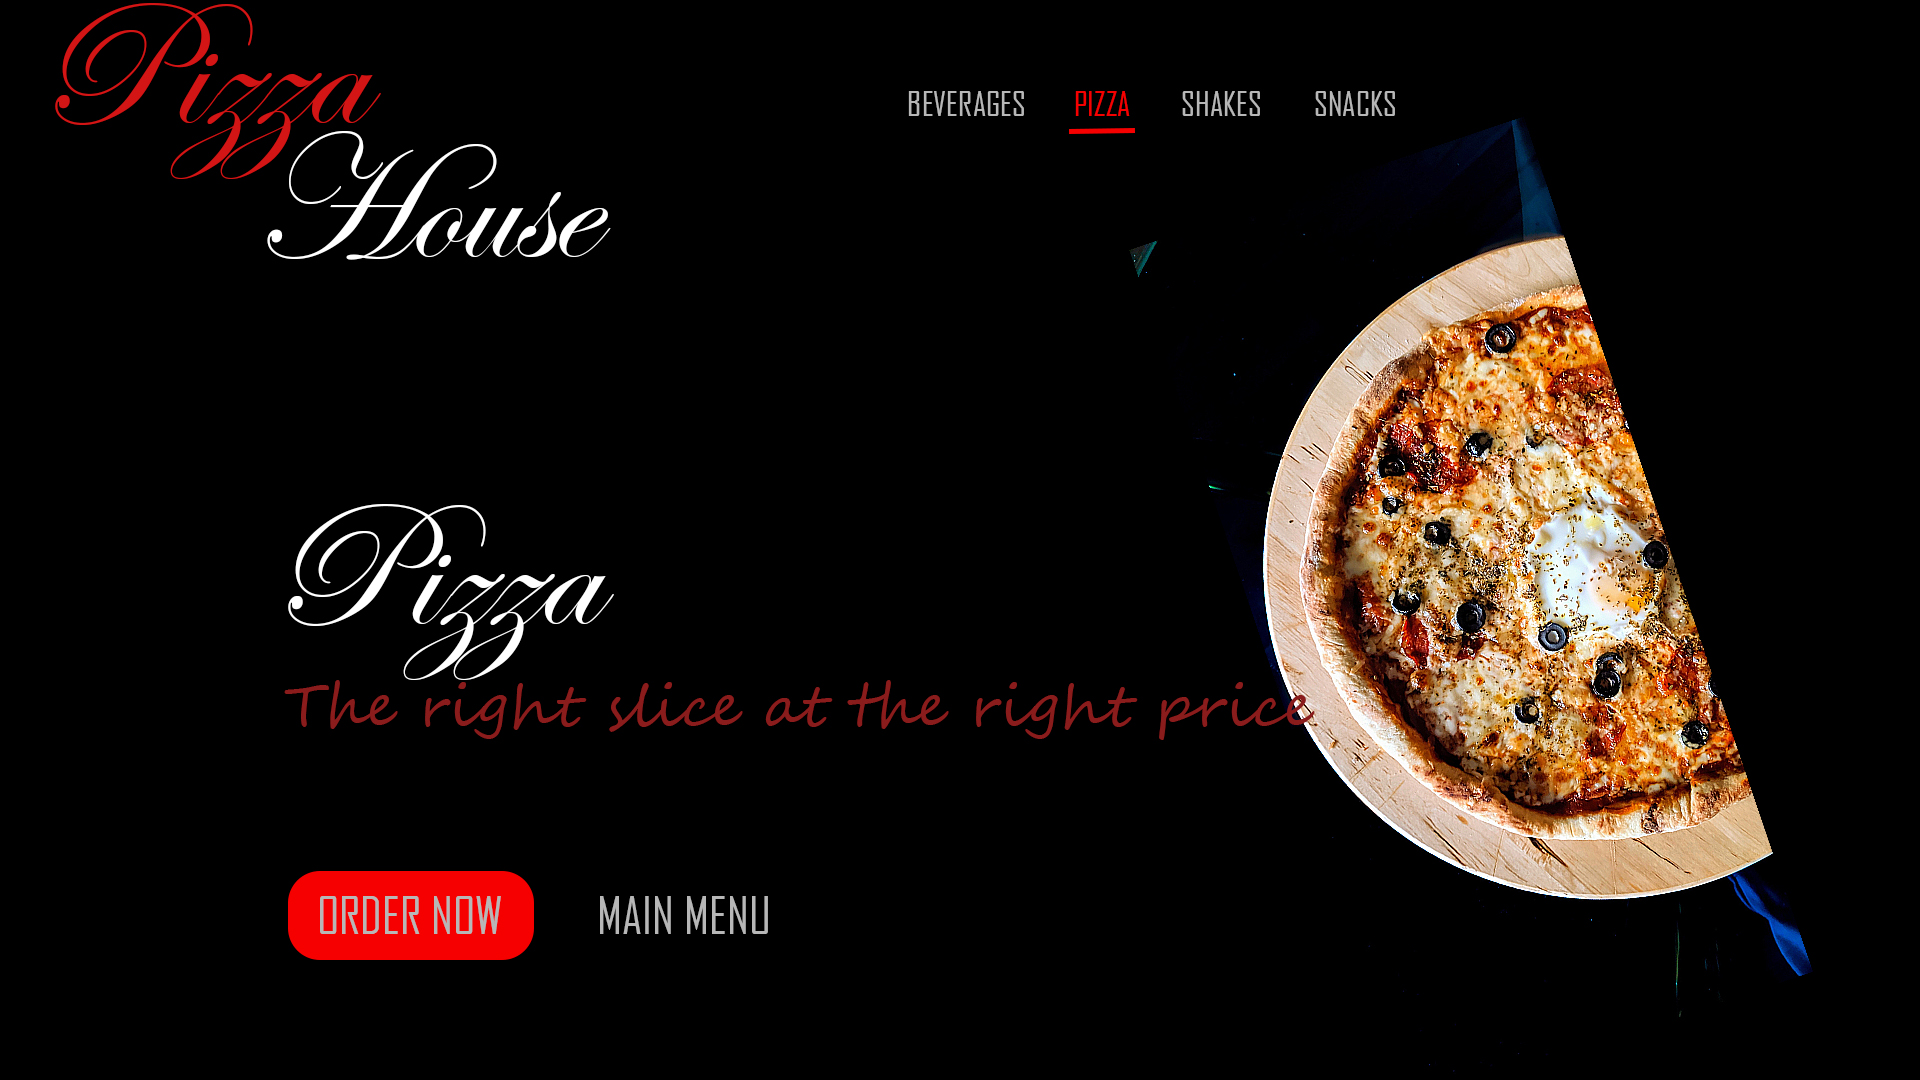 Pizza
House
BEVERAGES PIZZA SHAKES SNACKS
Pizza
The right slice at the right price
ORDER NOW MAIN MENU